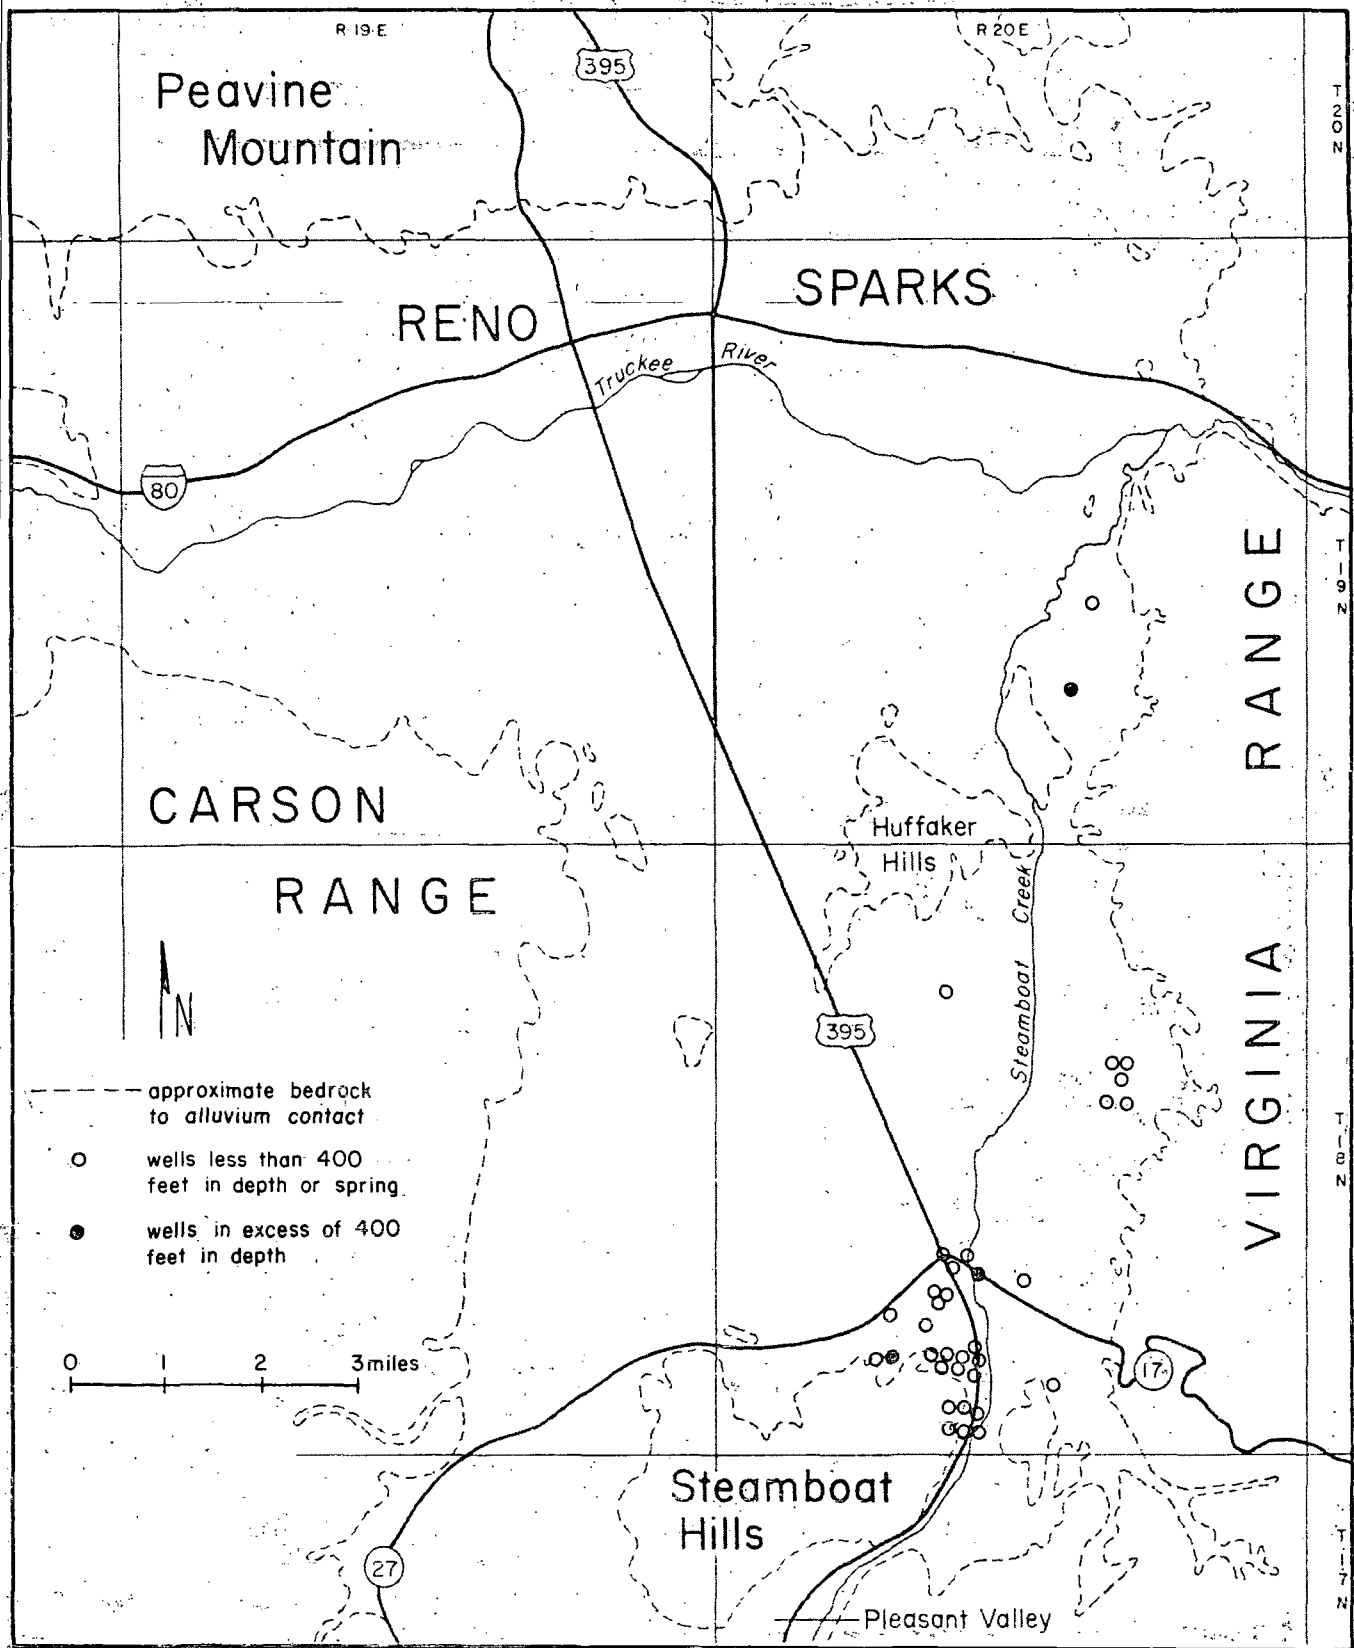 R 19 E
R 20 E
395
Peavine
Mountain
T 20 N
SPARKS
RENO
Truckee River
80
T 19 N
VIRGINIA RANGE
CARSON
RANGE
Huffaker
Hills
Steamboat Creek
N
395
approximate bedrock
to alluvium contact
wells less than 400
feet in depth or spring
wells in excess of 400
feet in depth
T 18 N
0 1 2 3 miles
17
Steamboat
Hills
27
T 17 N
Pleasant Valley